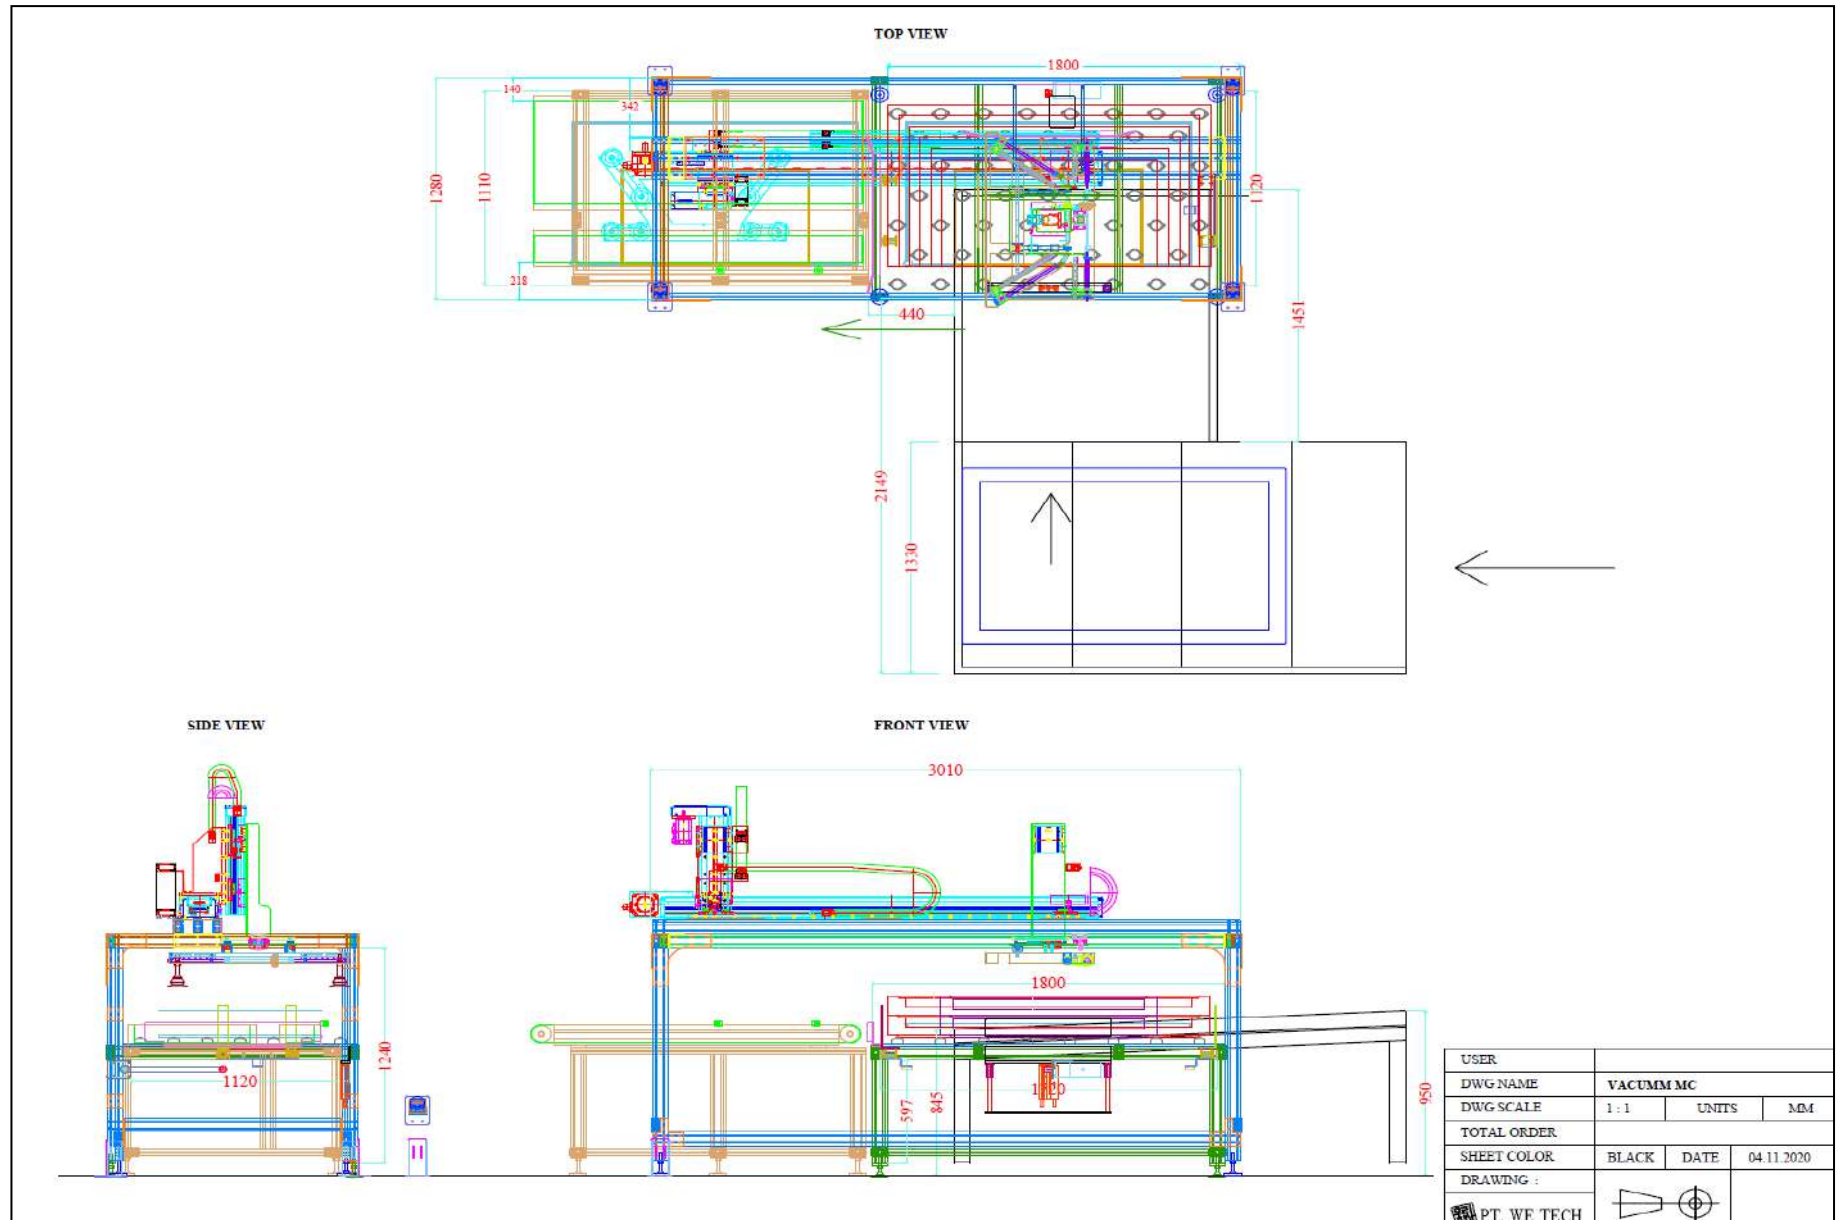 TOP VIEW
1800
140
342
1280
1110
1120
218
440
1451
2149
1330
SIDE VIEW
FRONT VIEW
3010
1800
1240
1120
597
845
950
USER
DWG NAME VACUMM MC
DWG SCALE 1 : 1 UNITS MM
TOTAL ORDER
SHEET COLOR BLACK DATE 04.11.2020
DRAWING :
PT. WE TECH